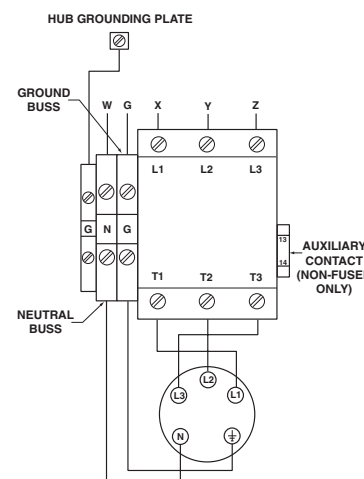 HUB GROUNDING PLATE
GROUND
BUSS
W G X Y Z
L1 L2 L3
G N G
13
14
AUXILIARY
CONTACT
(NON-FUSED
ONLY)
T1 T2 T3
NEUTRAL
BUSS
L2
L3 L1
N